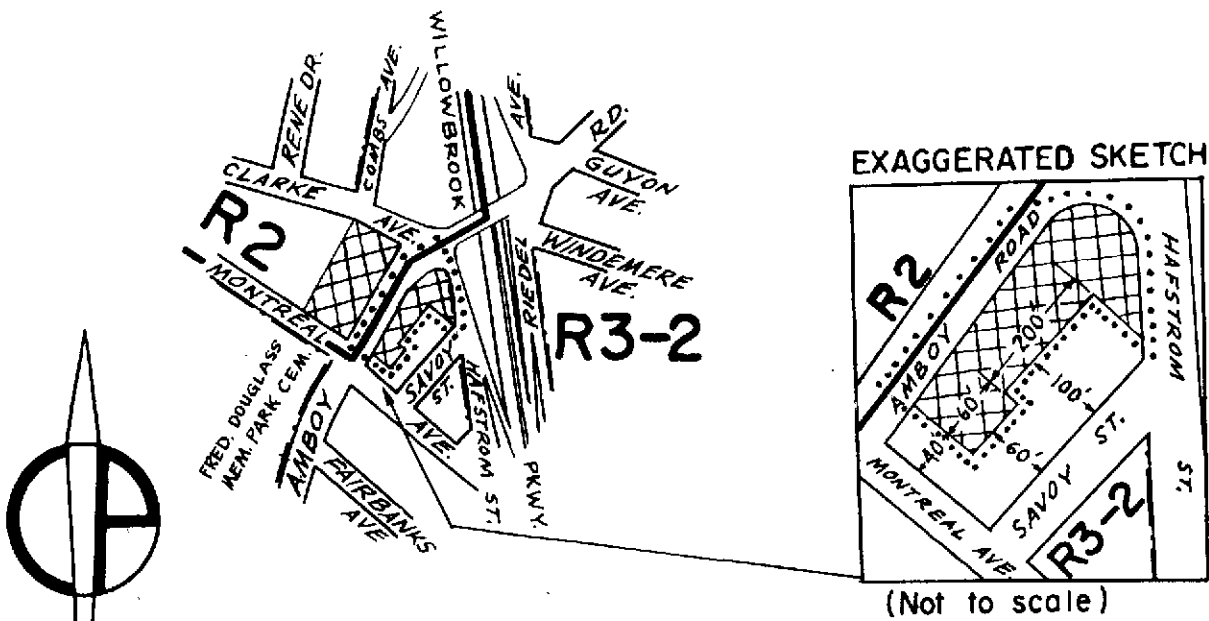 WILLOWBROOK
RENE DR.
COMBS AVE.
AVE.
RD.
GUYON
AVE.
CLARKE
AVE.
R2
MONTREAL
AVE.
WINDEMERE
AVE.
RIEDEL
R3-2
SAVOY
ST.
HAFSTROM ST.
PKWY.
FRED. DOUGLASS
MEM. PARK CEM.
AMBOY
FAIRBANKS
AVE
EXAGGERATED SKETCH
R2
AMBOY ROAD
HAFSTROM
ST.
200'
100'
60'
40'
60'
MONTREAL AVE.
SAVOY ST.
R3-2
(Not to scale)